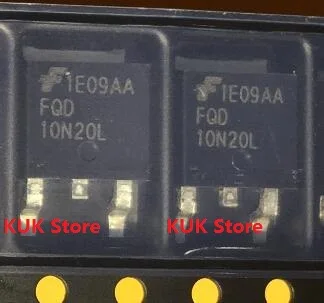 1E09AA
FQD
10N20L
1E09AA
FQD
10N20L
KUK Store
KUK Store